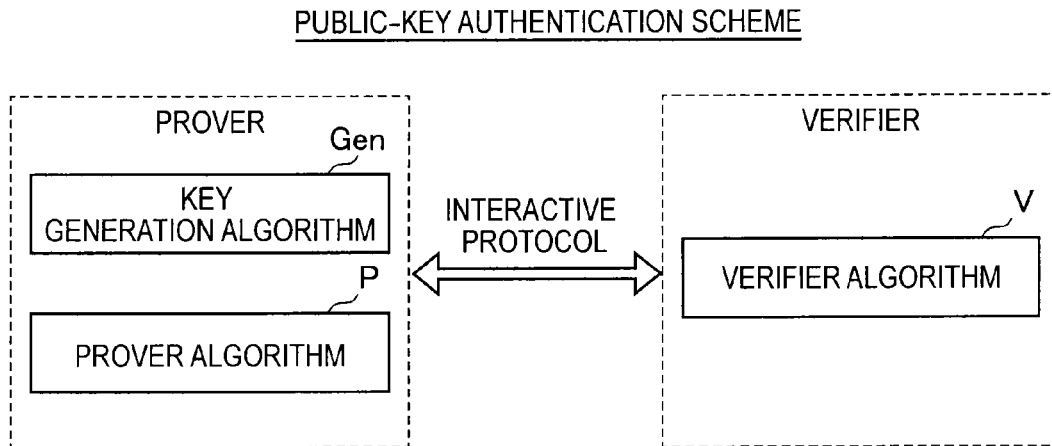 PUBLIC-KEY AUTHENTICATION SCHEME
PROVER
Gen
KEY
GENERATION ALGORITHM
P
PROVER ALGORITHM
INTERACTIVE
PROTOCOL
VERIFIER
V
VERIFIER ALGORITHM